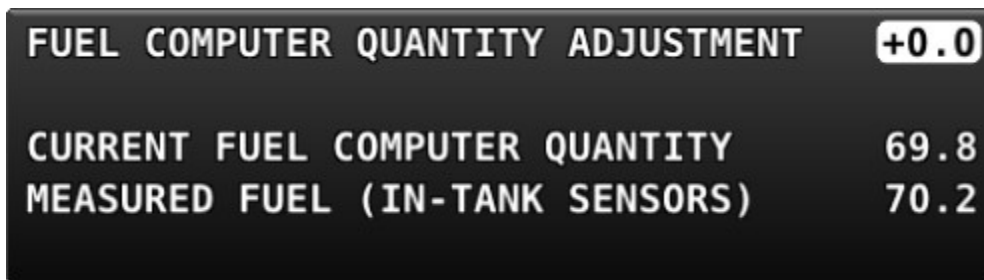 FUEL COMPUTER QUANTITY ADJUSTMENT +0.0
CURRENT FUEL COMPUTER QUANTITY 69.8
MEASURED FUEL (IN-TANK SENSORS) 70.2